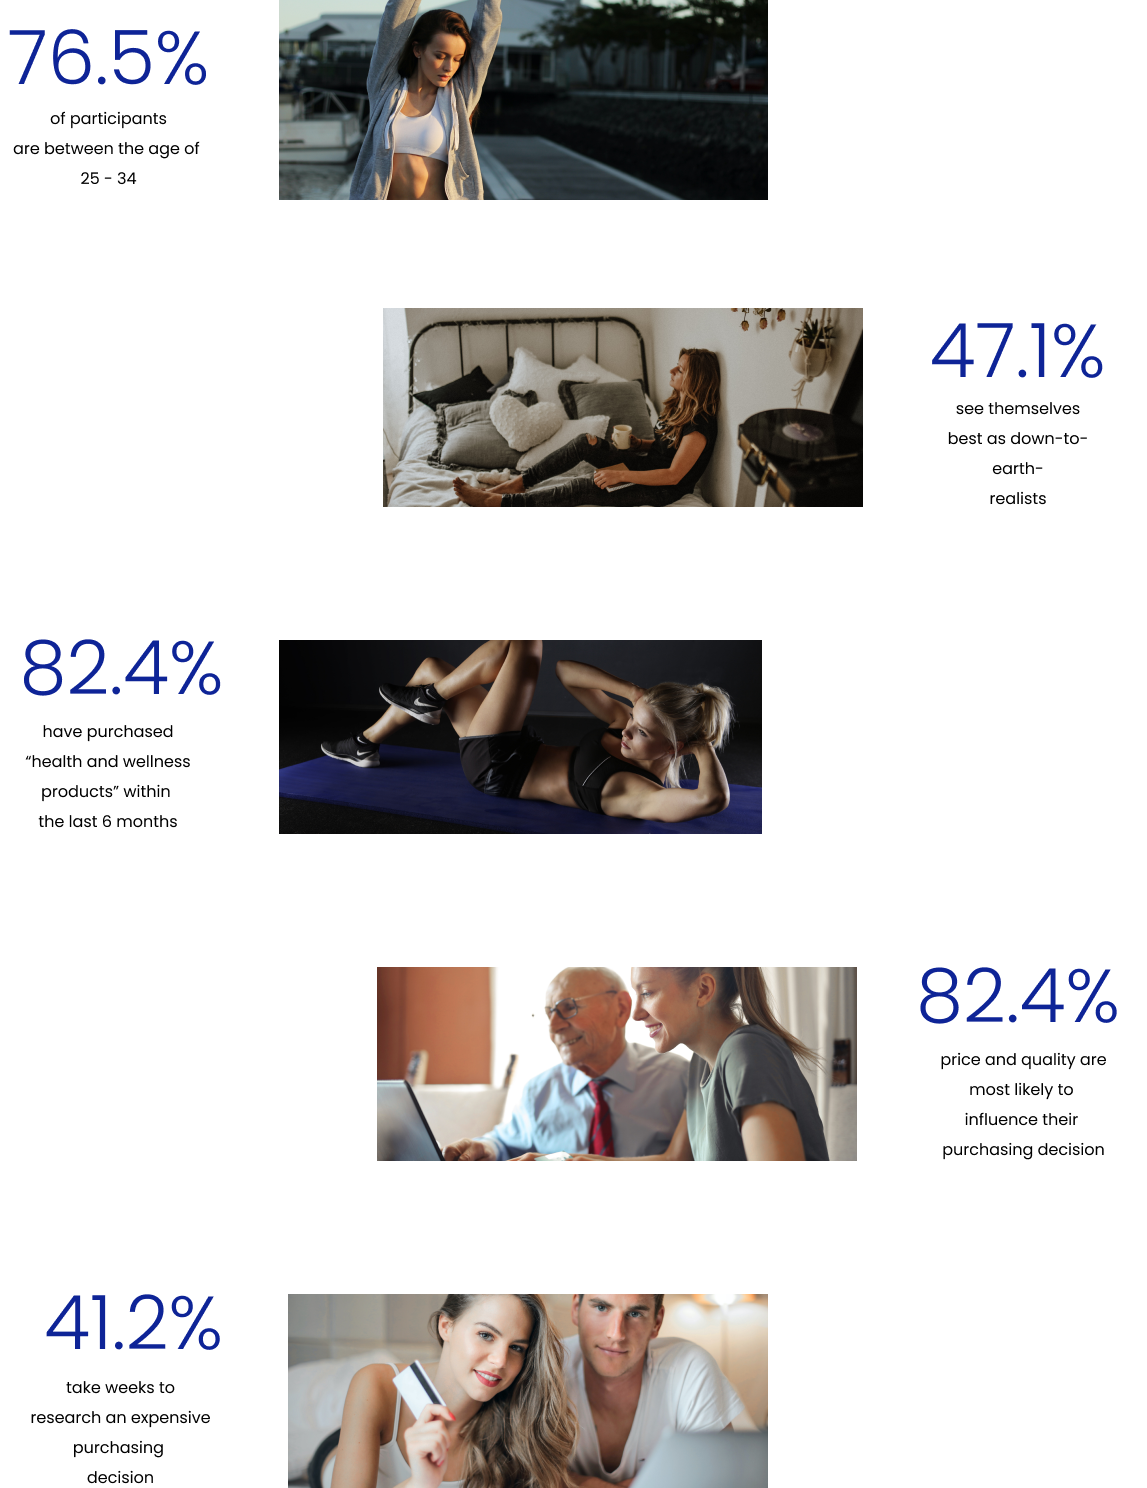 76.5%
of participants
are between the age of
25 - 34
47.1%
see themselves
best as down-to-
earth-
realists
82.4%
have purchased
“health and wellness
products” within
the last 6 months
82.4%
price and quality are
most likely to
influence their
purchasing decision
41.2%
take weeks to
research an expensive
purchasing
decision